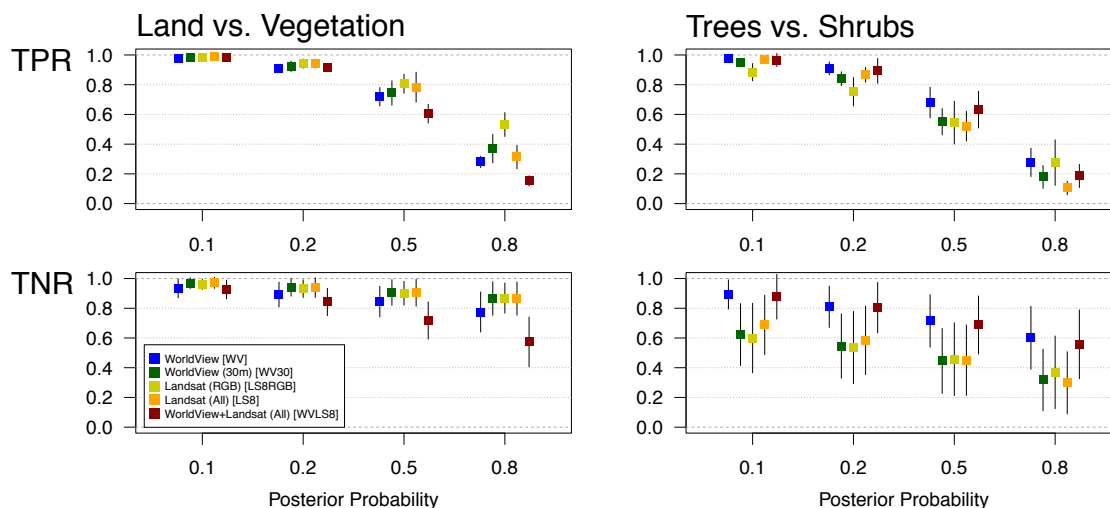 Land vs. Vegetation
Trees vs. Shrubs
TPR
1.0
0.8
0.6
0.4
0.2
0.0
0.1 0.2 0.5 0.8
1.0
0.8
0.6
0.4
0.2
0.0
0.1 0.2 0.5 0.8
TNR
1.0
0.8
0.6
0.4
0.2
0.0
WorldView [WV]
WorldView (30m) [WV30]
Landsat (RGB) [LS8RGB]
Landsat (All) [LS8]
WorldView+Landsat (All) [WVLS8]
0.1 0.2 0.5 0.8
Posterior Probability
1.0
0.8
0.6
0.4
0.2
0.0
0.1 0.2 0.5 0.8
Posterior Probability